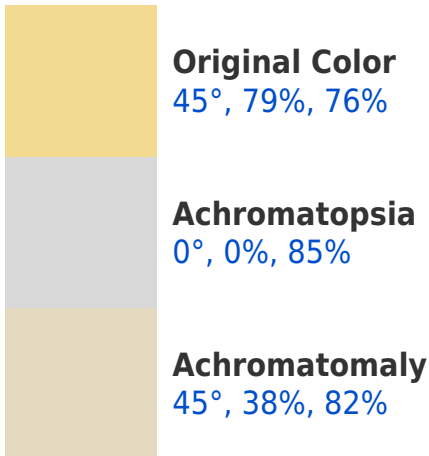 Original Color
45°, 79%, 76%
Achromatopsia
0°, 0%, 85%
Achromatomaly
45°, 38%, 82%